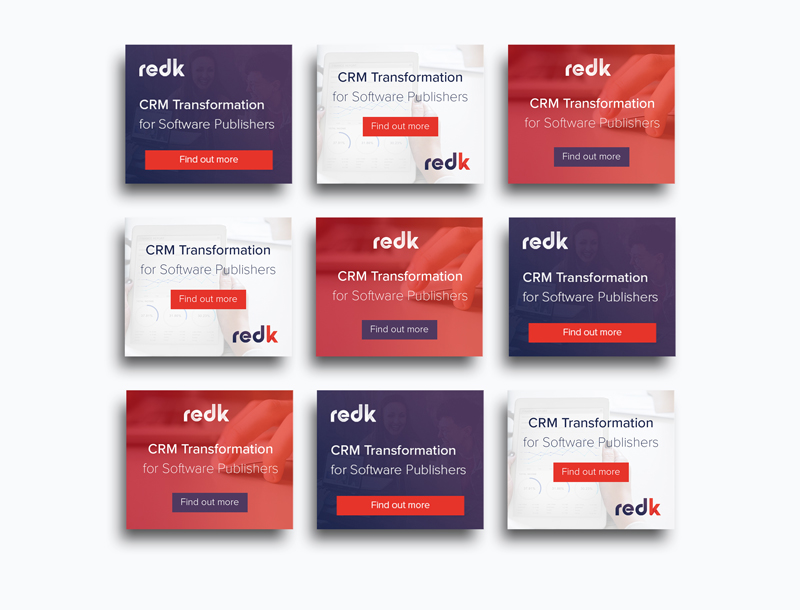 redk
CRM Transformation
for Software Publishers
Find out more
CRM Transformation
for Software Publishers
Find out more
redk
redk
CRM Transformation
for Software Publishers
Find out more
CRM Transformation
for Software Publishers
Find out more
redk
redk
CRM Transformation
for Software Publishers
Find out more
redk
CRM Transformation
for Software Publishers
Find out more
redk
CRM Transformation
for Software Publishers
Find out more
redk
CRM Transformation
for Software Publishers
Find out more
CRM Transformation
for Software Publishers
Find out more
redk